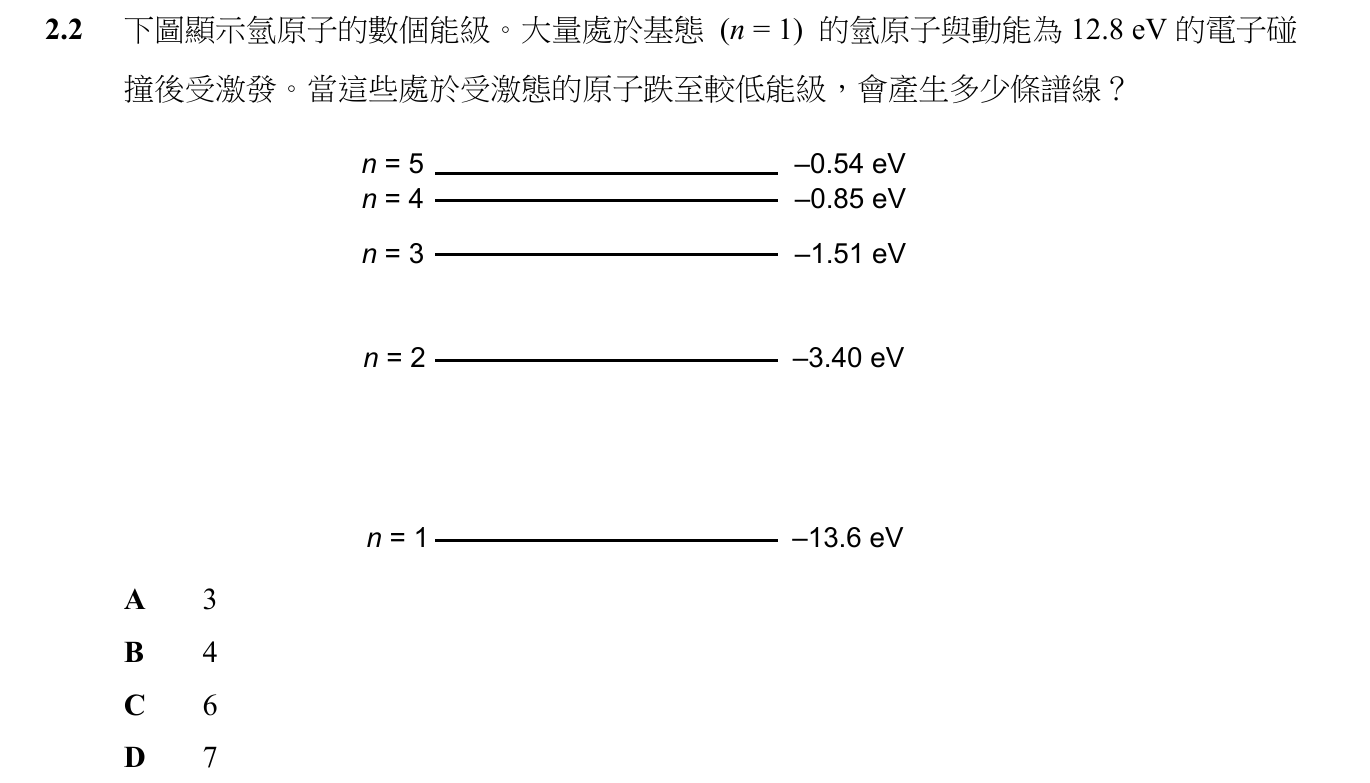 2.2 下圖顯示氫原子的數個能級。大量處於基態 (n = 1) 的氫原子與動能為 12.8 eV 的電子碰
撞後受激發。當這些處於受激態的原子跌至較低能級，會產生多少條譜線？
n = 5 –0.54 eV
n = 4 –0.85 eV
n = 3 –1.51 eV
n = 2 –3.40 eV
n = 1 –13.6 eV
A 3
B 4
C 6
D 7